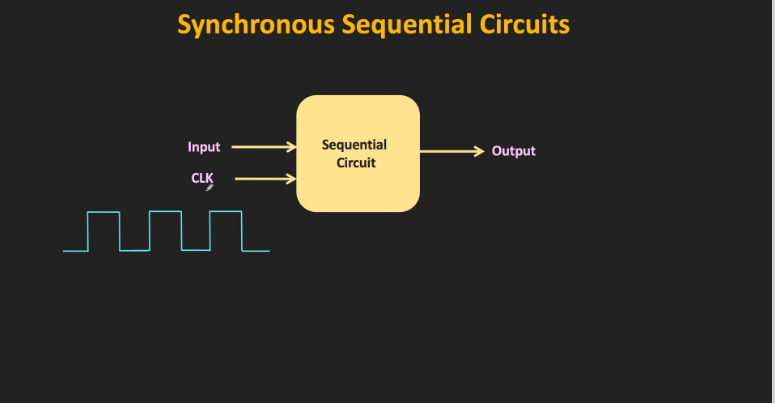 Synchronous Sequential Circuits
Input
CLK
Sequential
Circuit
Output